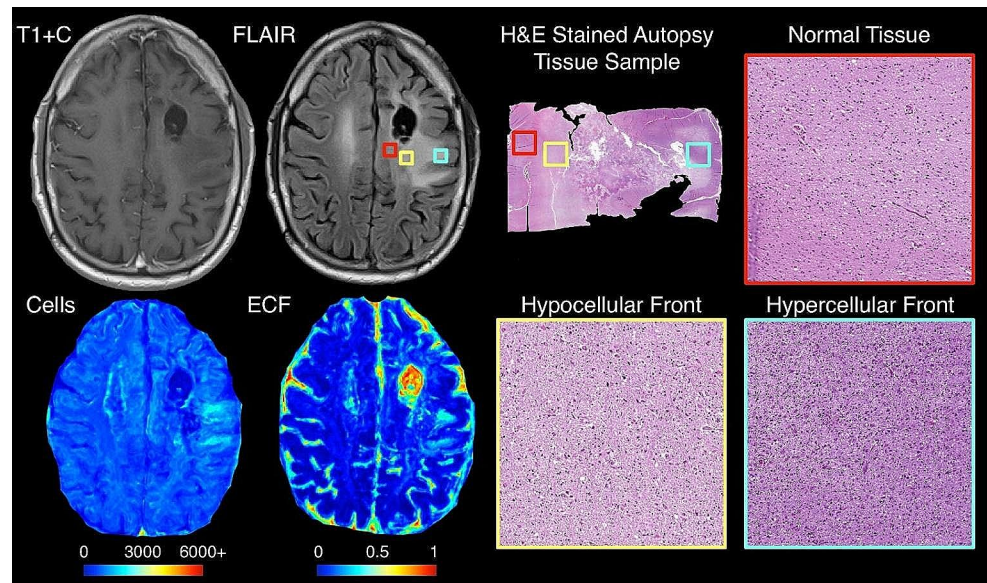 T1+C
FLAIR
H&E Stained Autopsy
Tissue Sample
Normal Tissue
Cells
ECF
Hypocellular Front
Hypercellular Front
0 3000 6000+
0 0.5 1